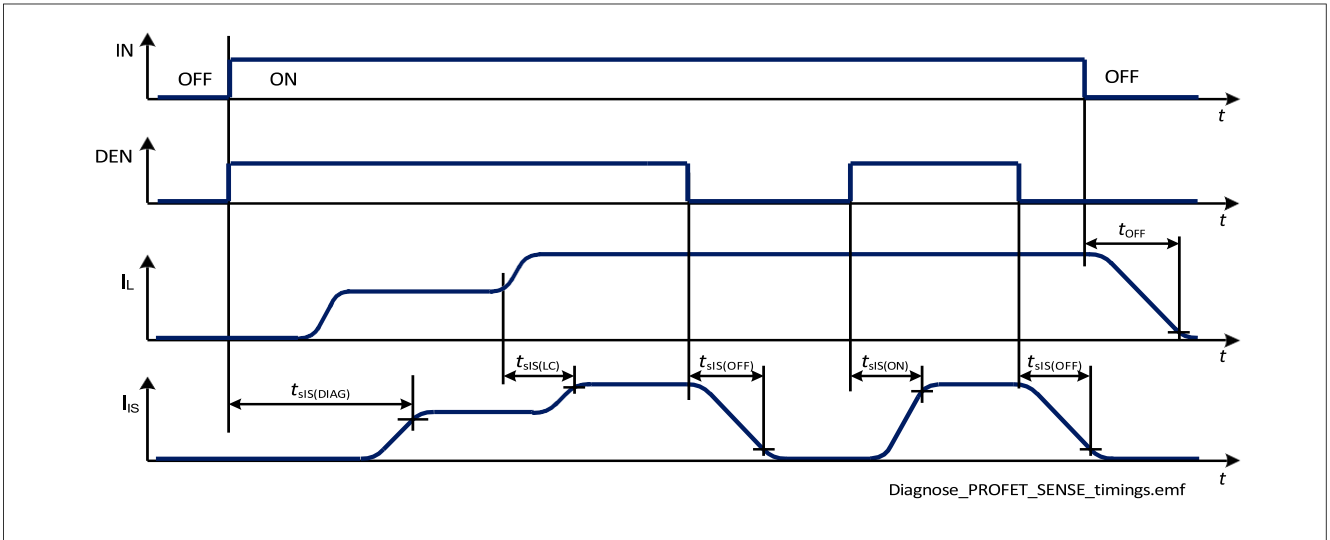 IN
OFF ON OFF
t
DEN
t
tOFF
IL
t
tsIS(LC) tsIS(OFF) tsIS(ON) tsIS(OFF)
tsIS(DIAG)
IIS
t
Diagnose_PROFET_SENSE_timings.emf